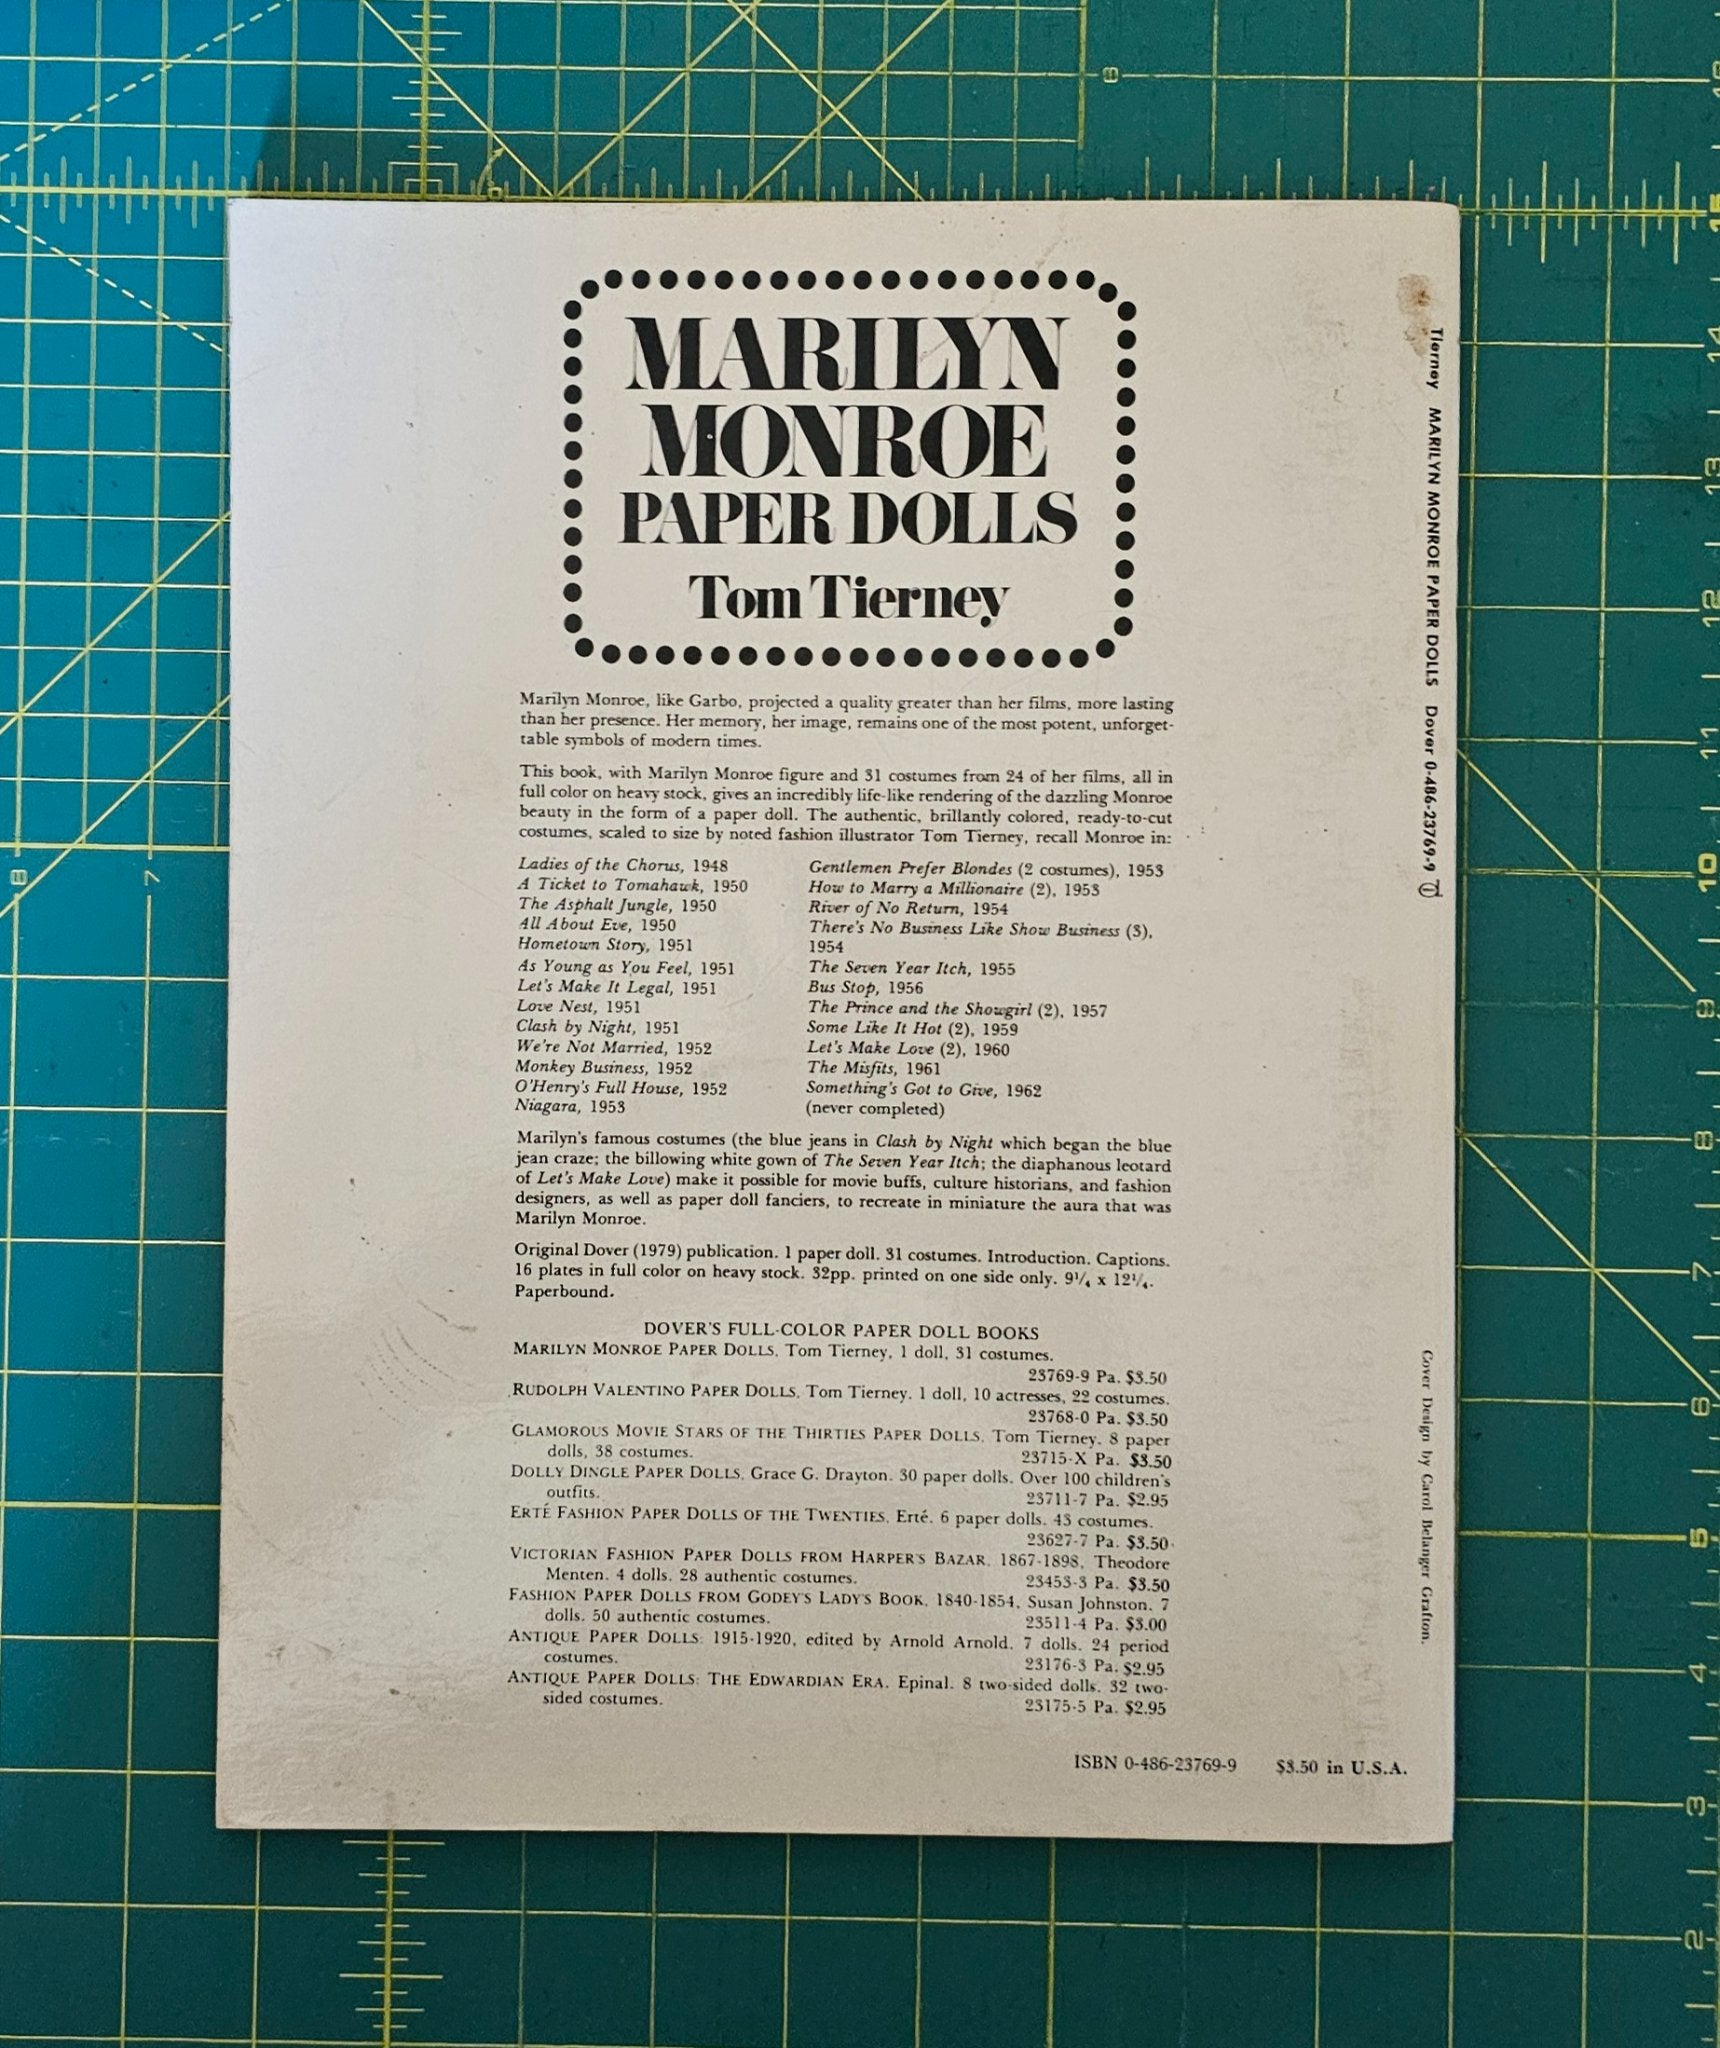 MARILYN
MONROE
PAPER DOLLS
Tom Tierney
Marilyn Monroe, like Garbo, projected a quality greater than her films, more lasting
than her presence. Her memory, her image, remains one of the most potent, unforget-
table symbols of modern times.
This book, with Marilyn Monroe figure and 31 costumes from 24 of her films, all in
full color on heavy stock, gives an incredibly life-like rendering of the dazzling Monroe
beauty in the form of a paper doll. The authentic, brillantly colored, ready-to-cut
costumes, scaled to size by noted fashion illustrator Tom Tierney, recall Monroe in:
Ladies of the Chorus, 1948
A Ticket to Tomahawk, 1950
The Asphalt Jungle, 1950
All About Eve, 1950
Hometown Story, 1951
As Young as You Feel, 1951
Let's Make It Legal, 1951
Love Nest, 1951
Clash by Night, 1951
We're Not Married, 1952
Monkey Business, 1952
O'Henry's Full House, 1952
Niagara, 1953
Gentlemen Prefer Blondes (2 costumes), 1953
How to Marry a Millionaire (2), 1953
River of No Return, 1954
There's No Business Like Show Business (3),
1954
The Seven Year Itch, 1955
Bus Stop, 1956
The Prince and the Showgirl (2), 1957
Some Like It Hot (2), 1959
Let's Make Love (2), 1960
The Misfits, 1961
Something's Got to Give, 1962
(never completed)
Marilyn's famous costumes (the blue jeans in Clash by Night which began the blue
jean craze; the billowing white gown of The Seven Year Itch; the diaphanous leotard
of Let's Make Love) make it possible for movie buffs, culture historians, and fashion
designers, as well as paper doll fanciers, to recreate in miniature the aura that was
Marilyn Monroe.
Original Dover (1979) publication. 1 paper doll. 31 costumes. Introduction. Captions.
16 plates in full color on heavy stock. 32pp. printed on one side only. 9¼ x 12¼.
Paperbound.
DOVER'S FULL-COLOR PAPER DOLL BOOKS
MARILYN MONROE PAPER DOLLS, Tom Tierney. 1 doll, 31 costumes.
23769-9 Pa. $3.50
RUDOLPH VALENTINO PAPER DOLLS, Tom Tierney. 1 doll, 10 actresses, 22 costumes.
23768-0 Pa. $3.50
GLAMOROUS MOVIE STARS OF THE THIRTIES PAPER DOLLS, Tom Tierney. 8 paper
dolls, 38 costumes. 23715-X Pa. $3.50
DOLLY DINGLE PAPER DOLLS, Grace G. Drayton. 30 paper dolls. Over 100 children's
outfits. 23711-7 Pa. $2.95
ERTÉ FASHION PAPER DOLLS OF THE TWENTIES, Erté. 6 paper dolls. 43 costumes.
23627-7 Pa. $3.50
VICTORIAN FASHION PAPER DOLLS FROM HARPER'S BAZAR, 1867-1898, Theodore
Menten. 4 dolls. 28 authentic costumes. 23453-3 Pa. $3.50
FASHION PAPER DOLLS FROM GODEY'S LADY'S BOOK, 1840-1854, Susan Johnston. 7
dolls. 50 authentic costumes. 23511-4 Pa. $3.00
ANTIQUE PAPER DOLLS: 1915-1920, edited by Arnold Arnold. 7 dolls. 24 period
costumes. 23176-3 Pa. $2.95
ANTIQUE PAPER DOLLS: THE EDWARDIAN ERA, Epinal. 8 two-sided dolls. 32 two-
sided costumes. 23175-5 Pa. $2.95
ISBN 0-486-23769-9 $3.50 in U.S.A.
Tierney MARILYN MONROE PAPER DOLLS Dover 0-486-23769-9
Cover Design by Carol Belanger Grafton.
8
7
8
15
14
13
12
11
10
9
8
7
6
5
4
3
2